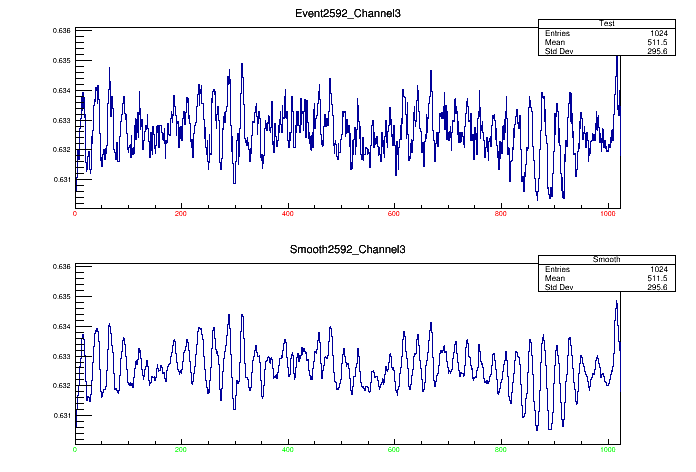 Event2592_Channel3
Test
Entries 1024
Mean 511.5
Std Dev 295.6
0.636
0.635
0.634
0.633
0.632
0.631
0 200 400 600 800 1000
Smooth2592_Channel3
Smooth
Entries 1024
Mean 511.5
Std Dev 295.6
0.636
0.635
0.634
0.633
0.632
0.631
0 200 400 600 800 1000